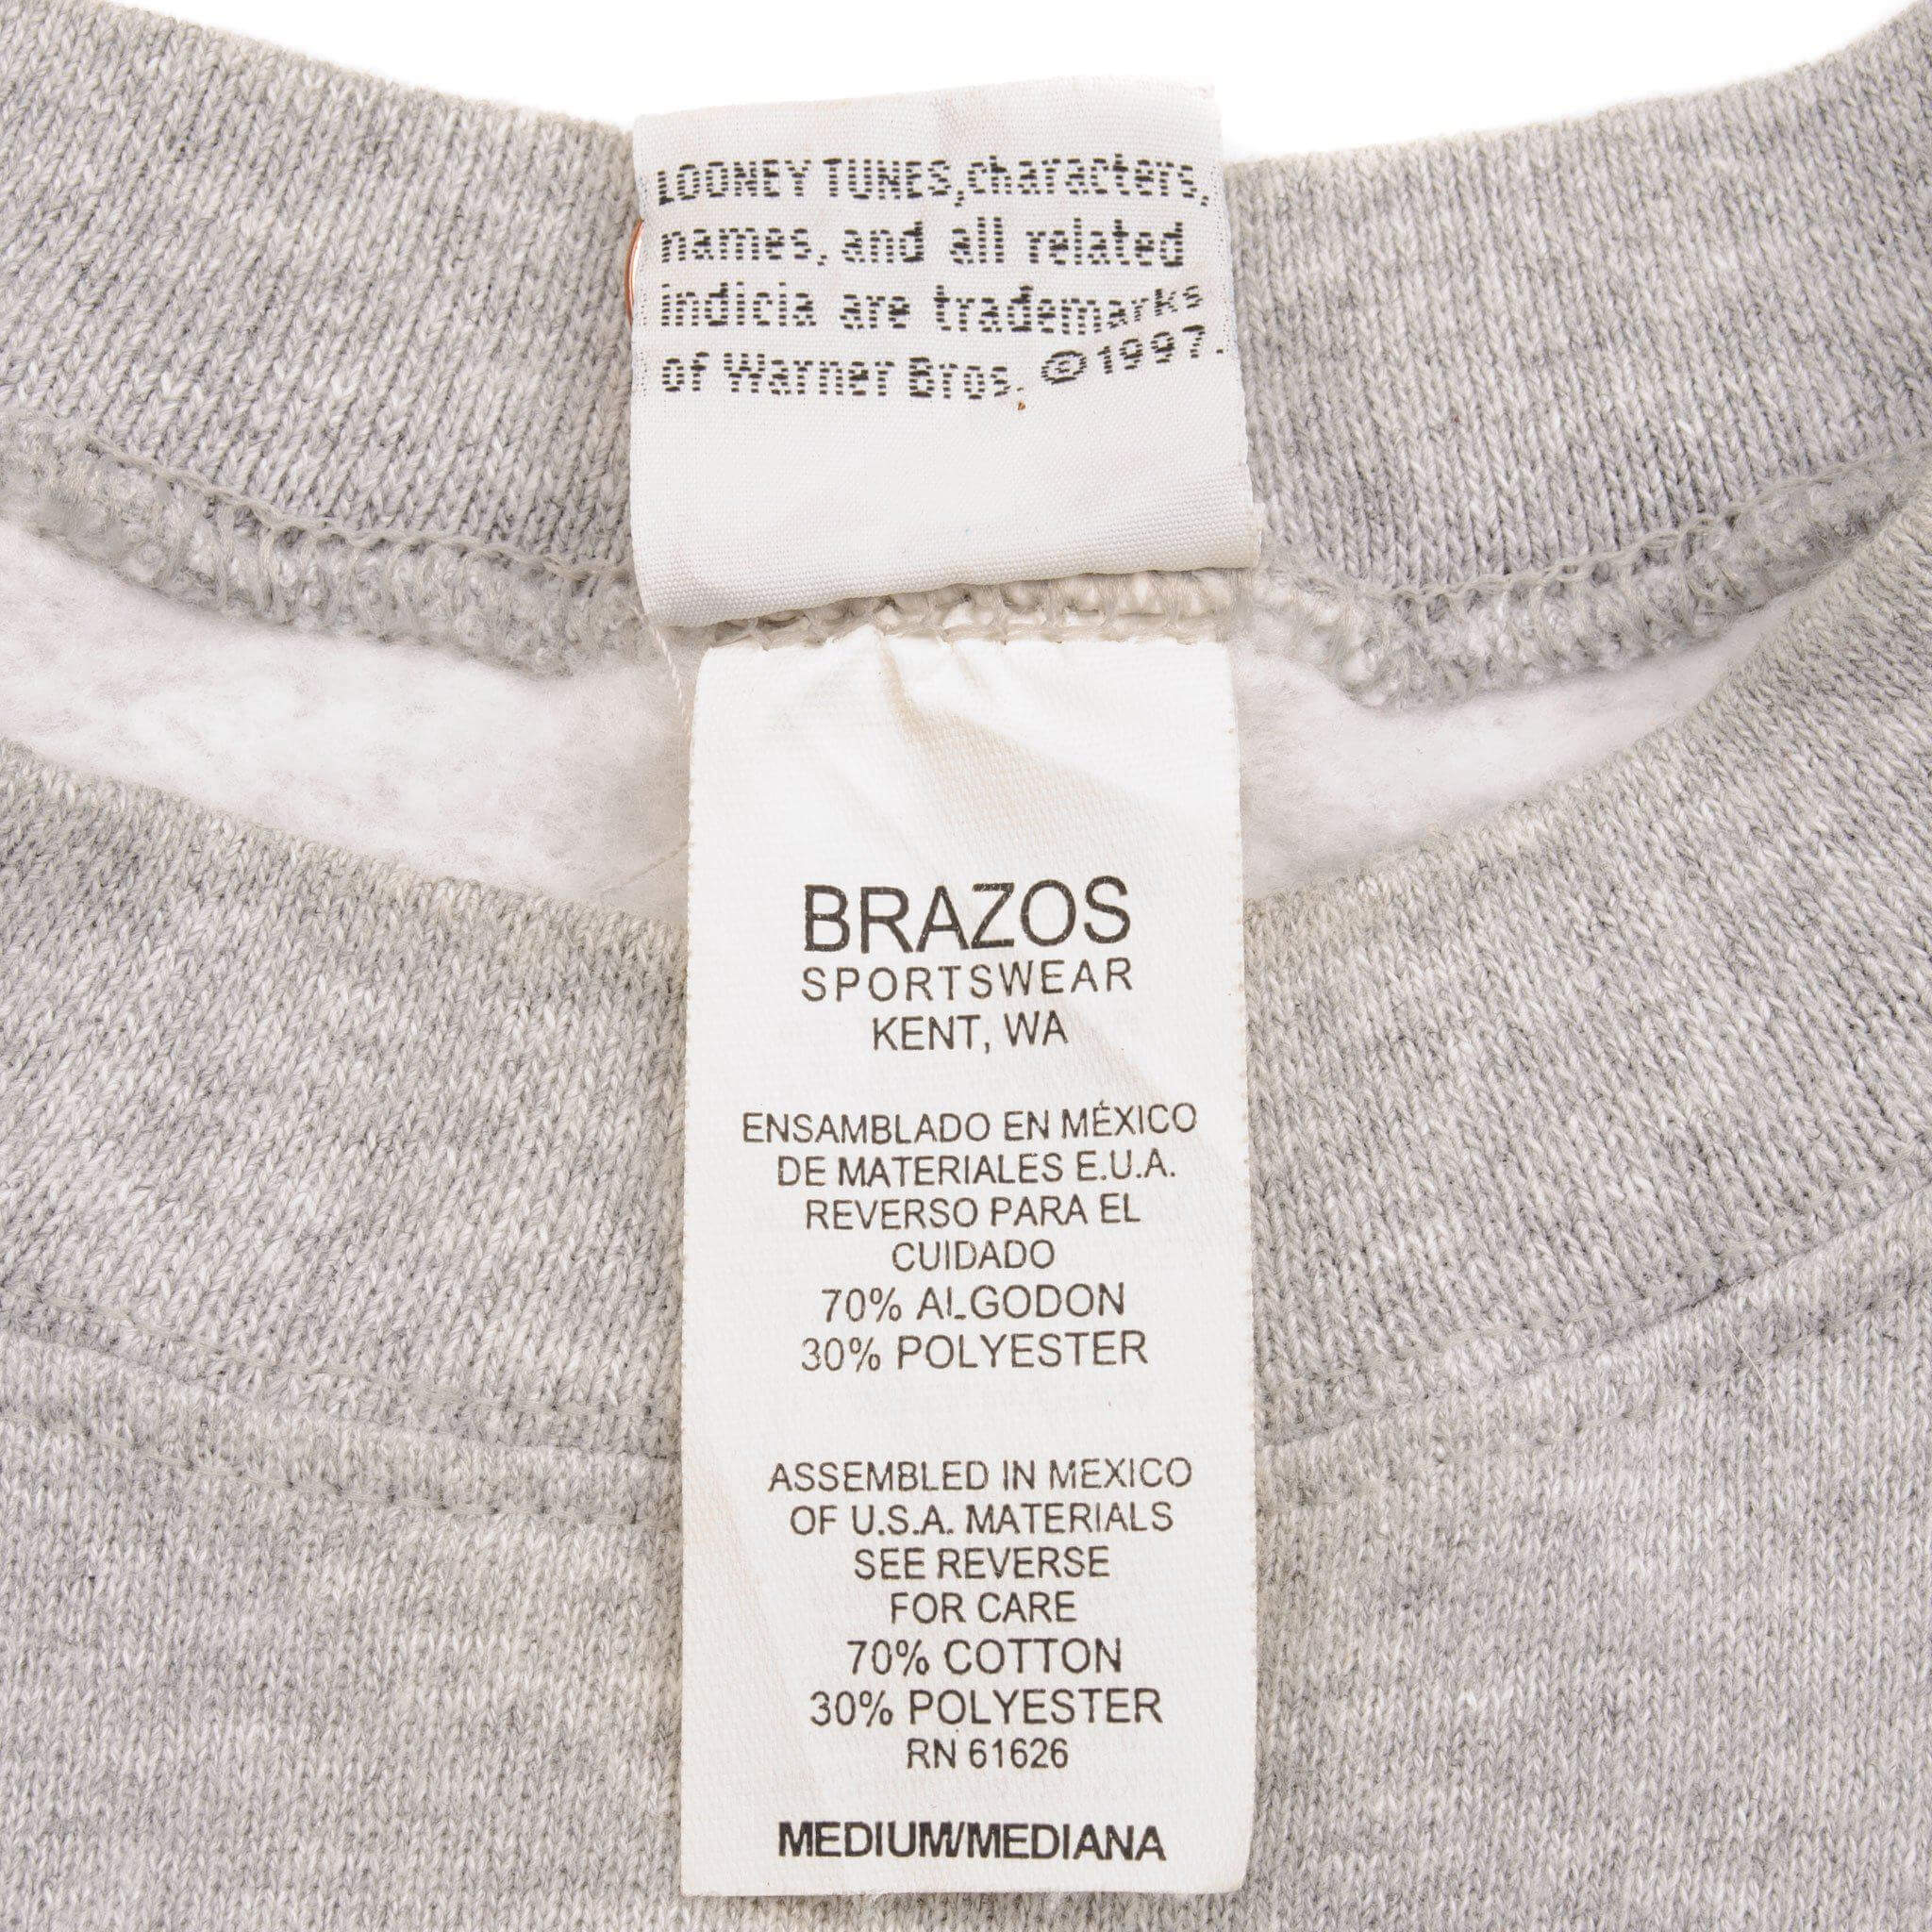 LOONEY TUNES, characters,
names, and all related
indicia are trademarks
of Warner Bros. ©1997.
BRAZOS
SPORTSWEAR
KENT, WA
ENSAMBLADO EN MÉXICO
DE MATERIALES E.U.A.
REVERSO PARA EL
CUIDADO
70% ALGODON
30% POLYESTER
ASSEMBLED IN MEXICO
OF U.S.A. MATERIALS
SEE REVERSE
FOR CARE
70% COTTON
30% POLYESTER
RN 61626
MEDIUM/MEDIANA